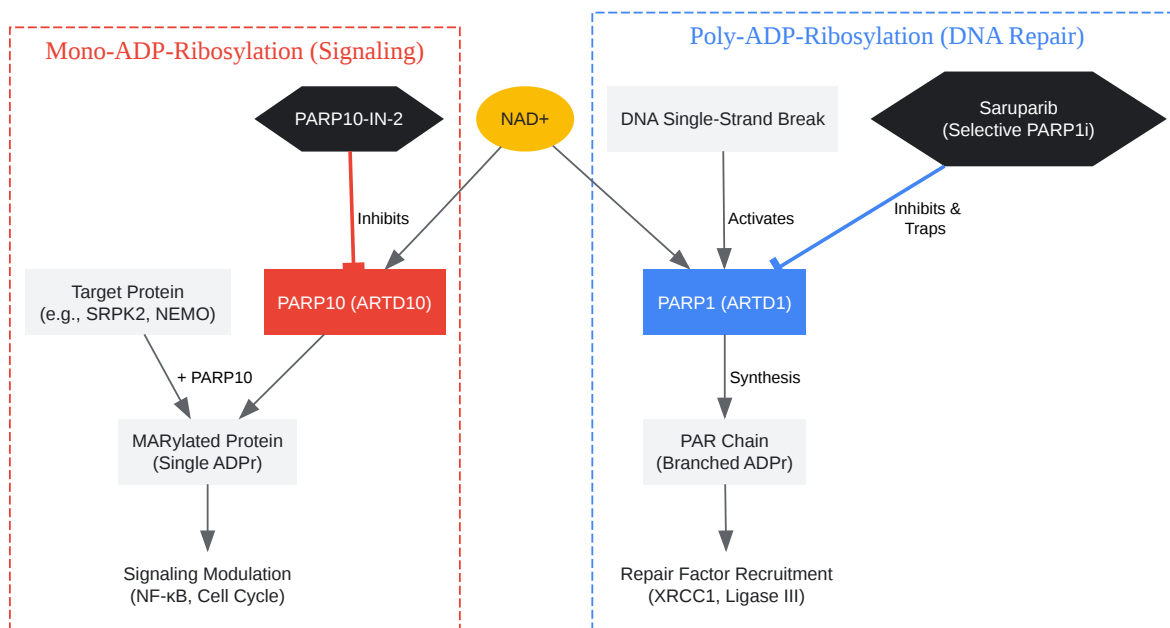 Mono-ADP-Ribosylation (Signaling)
Poly-ADP-Ribosylation (DNA Repair)
PARP10-IN-2
NAD+
DNA Single-Strand Break
Saruparib
(Selective PARP1i)
Inhibits
Activates
Inhibits &
Traps
Target Protein
(e.g., SRPK2, NEMO)
PARP10 (ARTD10)
PARP1 (ARTD1)
+ PARP10
Synthesis
MARylated Protein
(Single ADPr)
PAR Chain
(Branched ADPr)
Signaling Modulation
(NF-κB, Cell Cycle)
Repair Factor Recruitment
(XRCC1, Ligase III)